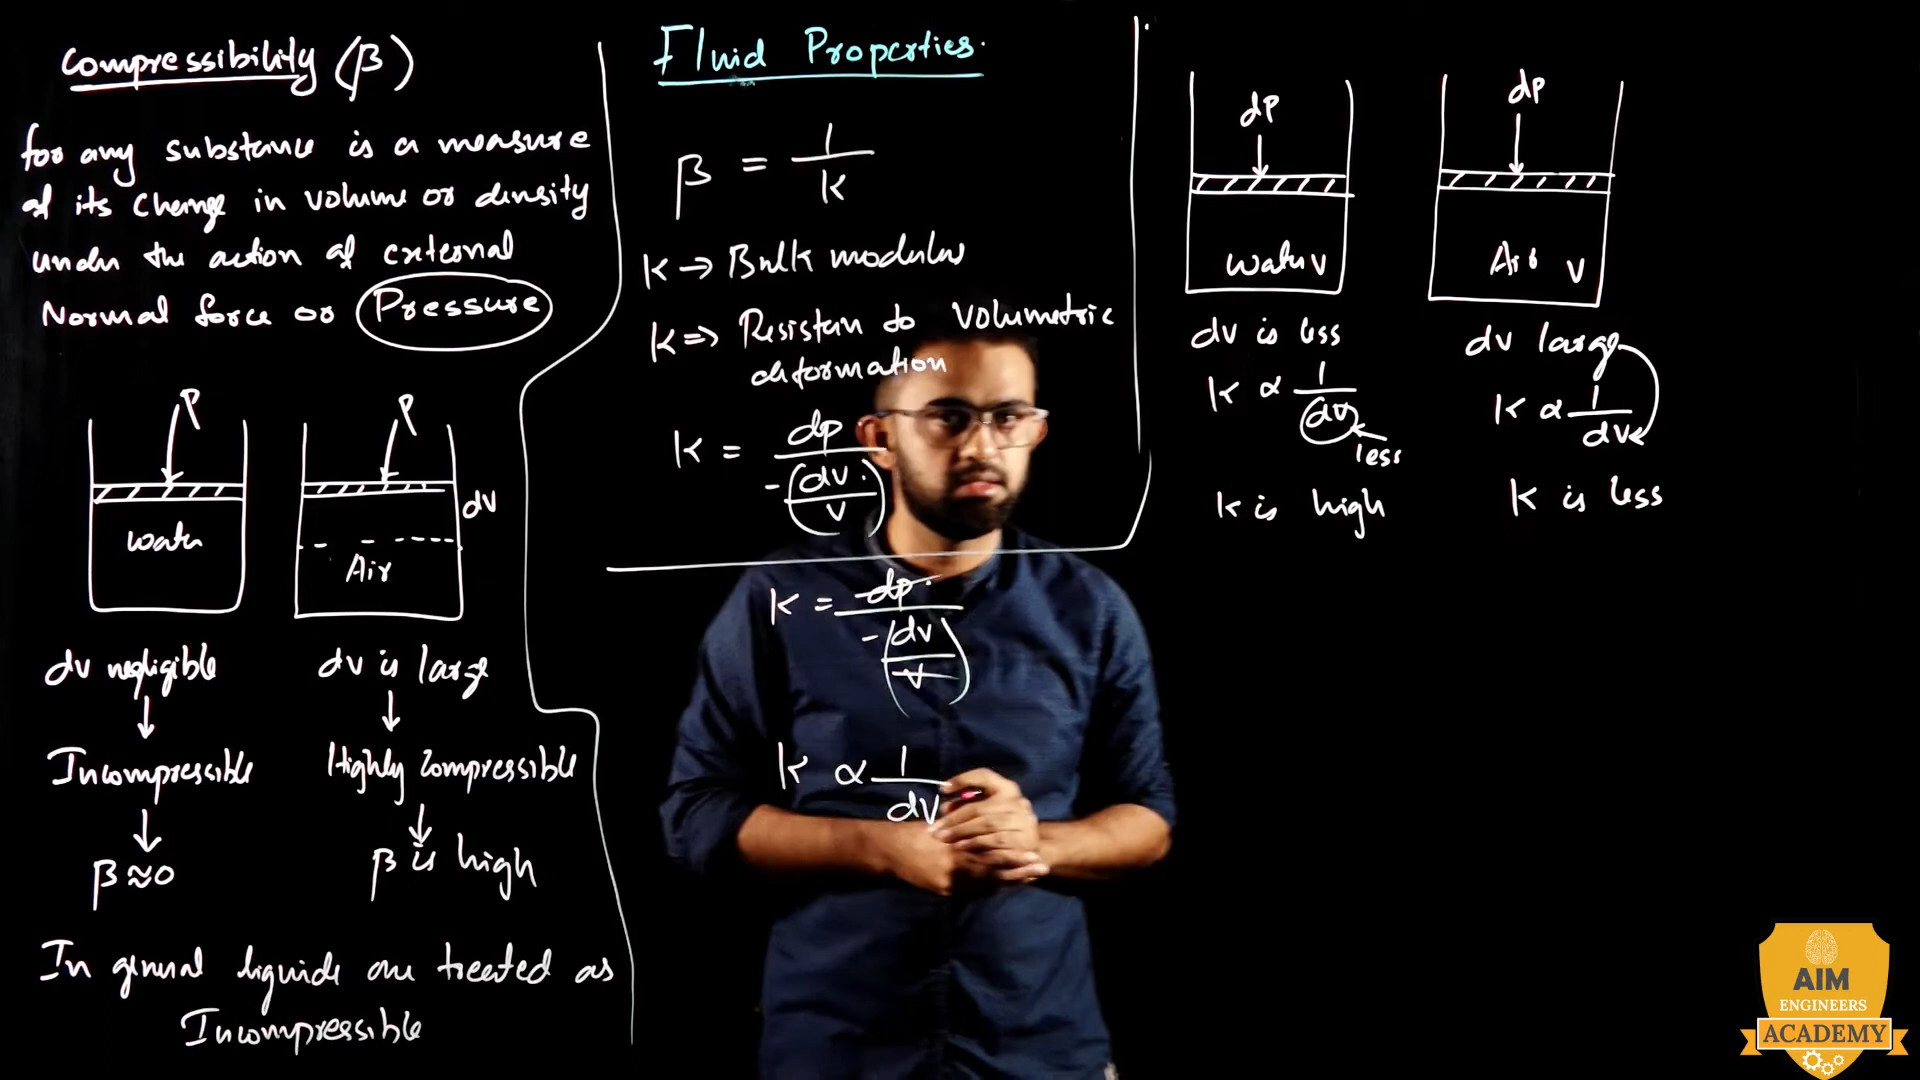 Compressibility (β)
for any substance is a measure
of its change in volume or density
under the action of external
Normal force or Pressure
P
P
water
Air
dv
dv negligible
dv is large
↓
↓
Incompressible
Highly compressible
↓
↓
β ≈ 0
β is high
In general liquids are treated as
Incompressible
Fluid Properties.
β = 1/K
K → Bulk modulus
K ⇒ Resistan to Volumetric
deformation
K = dp / -(dv/v)
K = dp / -(dv/v)
K ∝ 1/dv
dp
dp
water v
Air v
dv is less
dv large
K ∝ 1/dv
less
K ∝ 1/dv
K is high
K is less
AIM
ENGINEERS
ACADEMY